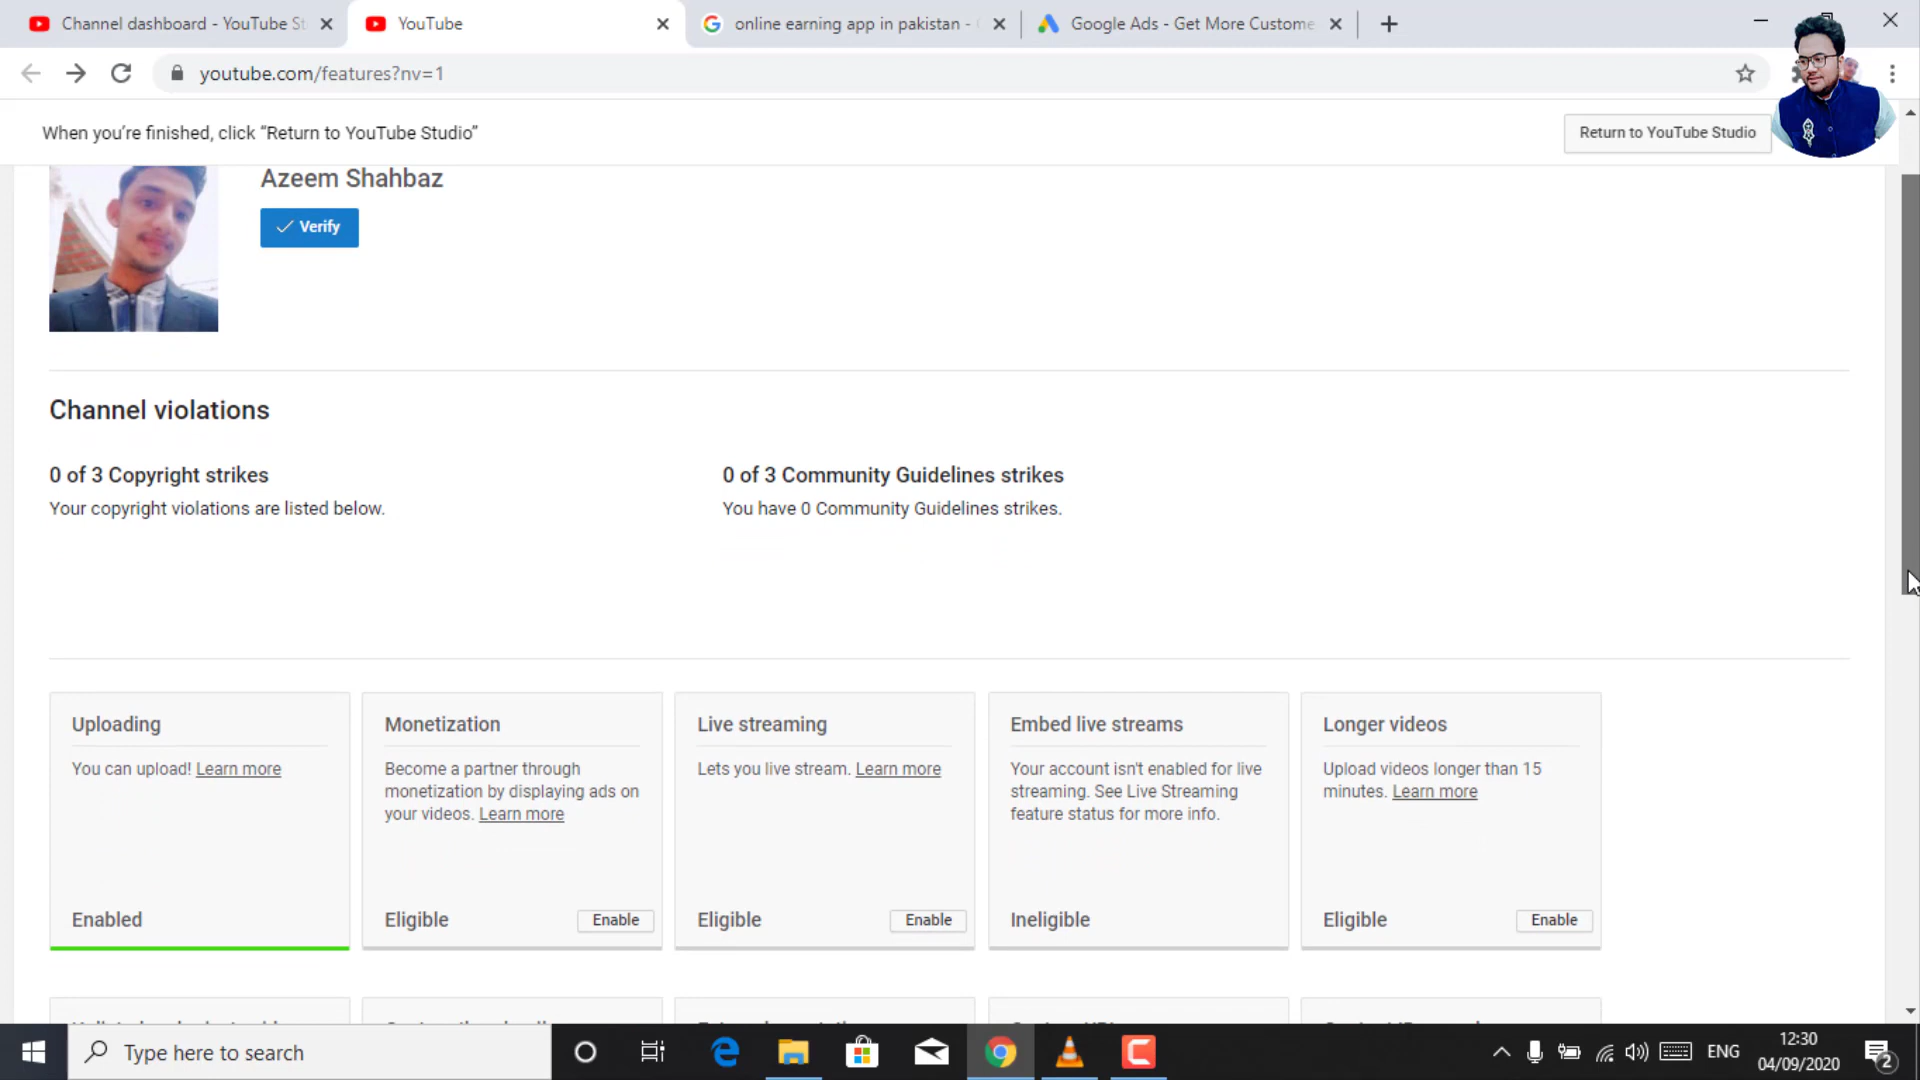 Channel dashboard - YouTube St
YouTube
online earning app in pakistan -
Google Ads - Get More Custome
youtube.com/features?nv=1
When you're finished, click "Return to YouTube Studio"
Return to YouTube Studio
Azeem Shahbaz
Verify
Channel violations
0 of 3 Copyright strikes
0 of 3 Community Guidelines strikes
Your copyright violations are listed below.
You have 0 Community Guidelines strikes.
Uploading
Monetization
Live streaming
Embed live streams
Longer videos
You can upload! Learn more
Become a partner through
monetization by displaying ads on
your videos. Learn more
Lets you live stream. Learn more
Your account isn't enabled for live
streaming. See Live Streaming
feature status for more info.
Upload videos longer than 15
minutes. Learn more
Enabled
Eligible
Enable
Eligible
Enable
Ineligible
Eligible
Enable
Type here to search
ENG
12:30
04/09/2020
2